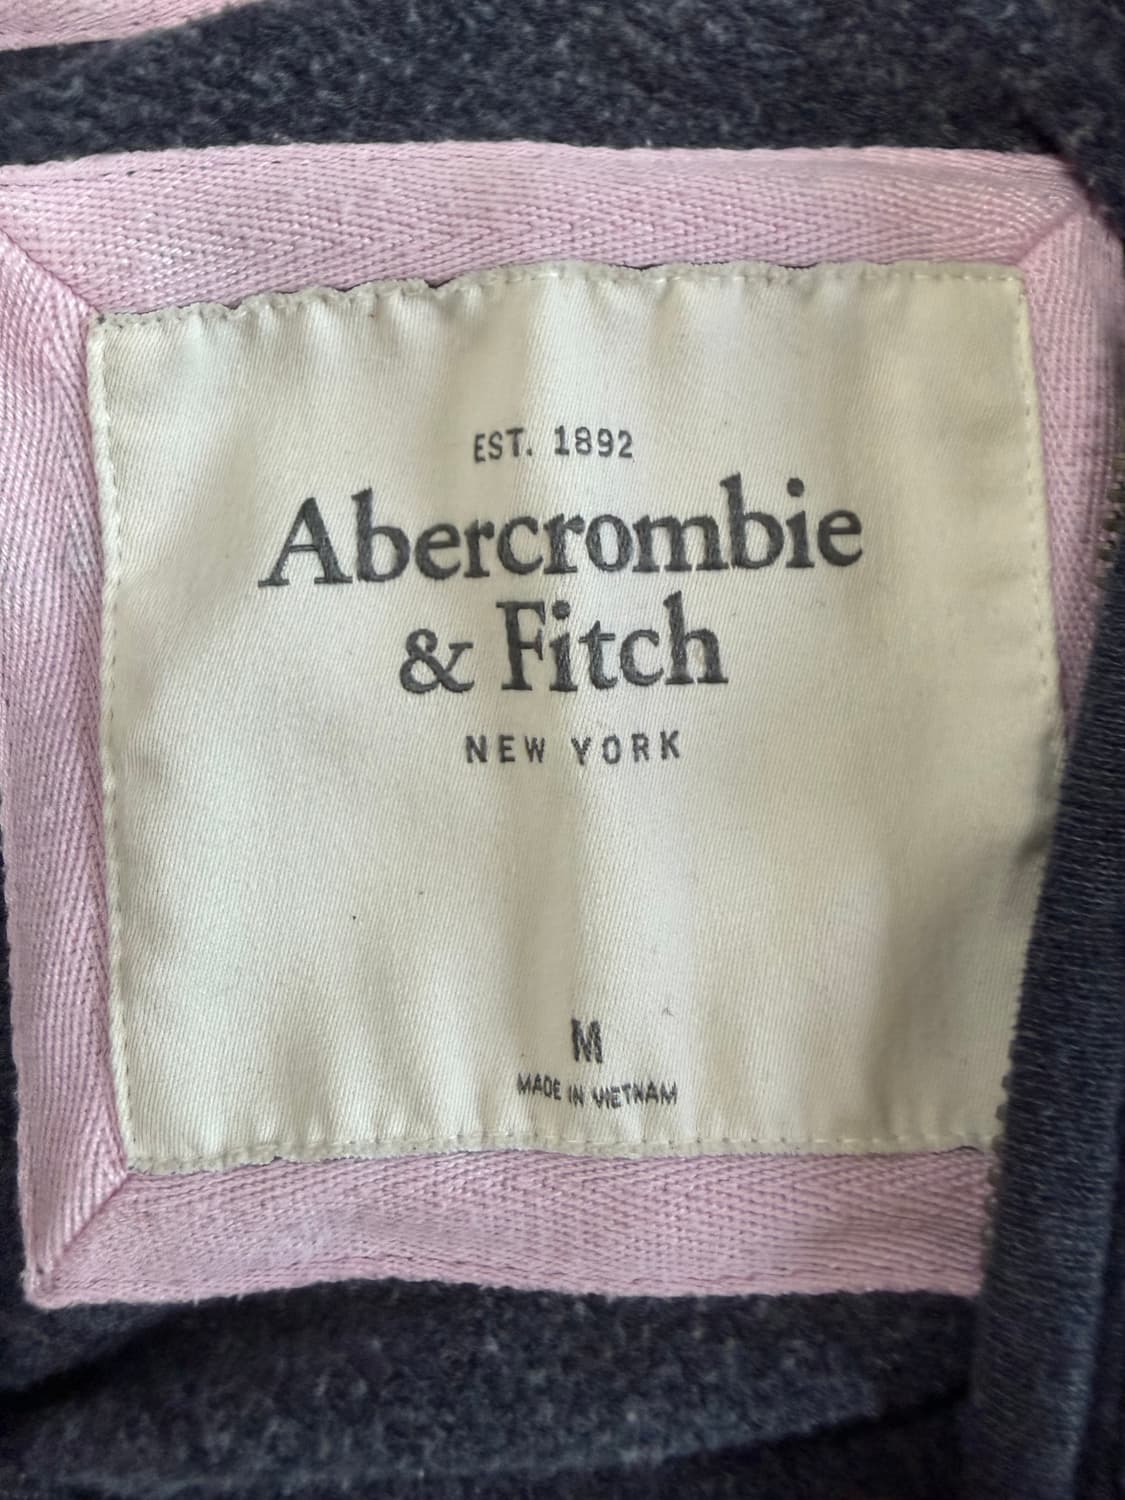 EST. 1892
Abercrombie
& Fitch
NEW YORK
M
MADE IN VIETNAM